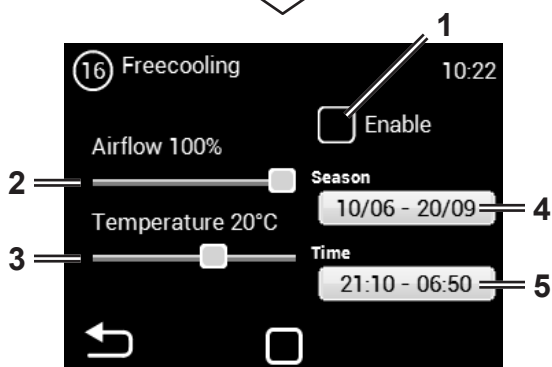 1
16 Freecooling 10:22
Enable
Airflow 100%
2
Season
10/06 - 20/09
4
Temperature 20°C
3
Time
21:10 - 06:50
5